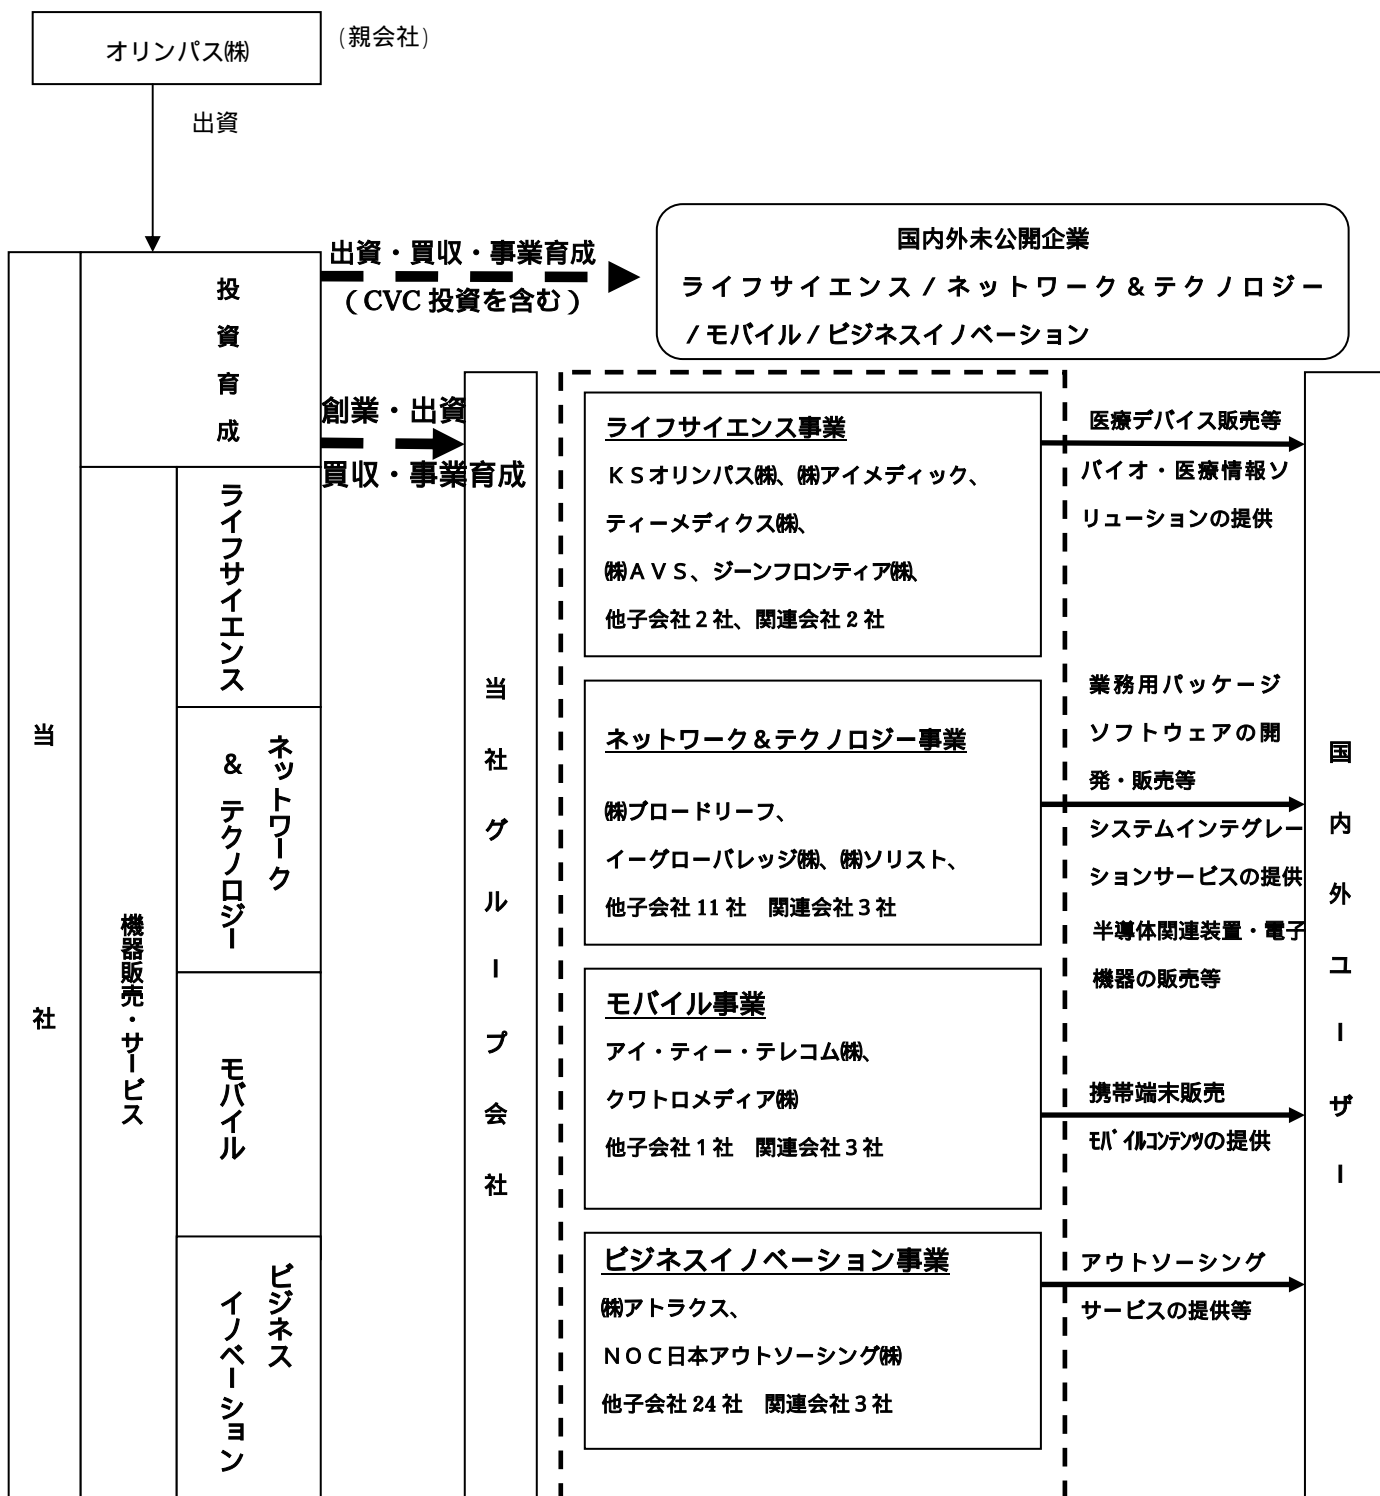 オリンパス㈱
(親会社)
出資
当社
投資育成
機器販売・サービス
ライフサイエンス
ネットワーク
& テクノロジー
モバイル
ビジネス
イノベーション
出資・買収・事業育成
(CVC 投資を含む)
国内外未公開企業
ライフサイエンス/ネットワーク&テクノロジー
/モバイル/ビジネスイノベーション
創業・出資
買収・事業育成
当社グループ会社
ライフサイエンス事業
KSオリンパス㈱、㈱アイメディック、
ティーメディクス㈱、
㈱AVS、ジーンフロンティア㈱、
他子会社2社、関連会社2社
医療デバイス販売等
バイオ・医療情報ソ
リューションの提供
ネットワーク&テクノロジー事業
㈱ブロードリーフ、
イーグローバレッジ㈱、㈱ソリスト、
他子会社11社 関連会社3社
業務用パッケージ
ソフトウェアの開
発・販売等
システムインテグレー
ションサービスの提供
半導体関連装置・電子
機器の販売等
モバイル事業
アイ・ティー・テレコム㈱、
クワトロメディア㈱
他子会社1社 関連会社3社
携帯端末販売
モバイルコンテンツの提供
ビジネスイノベーション事業
㈱アトラクス、
NOC日本アウトソーシング㈱
他子会社24社 関連会社3社
アウトソーシング
サービスの提供等
国内外ユーザー